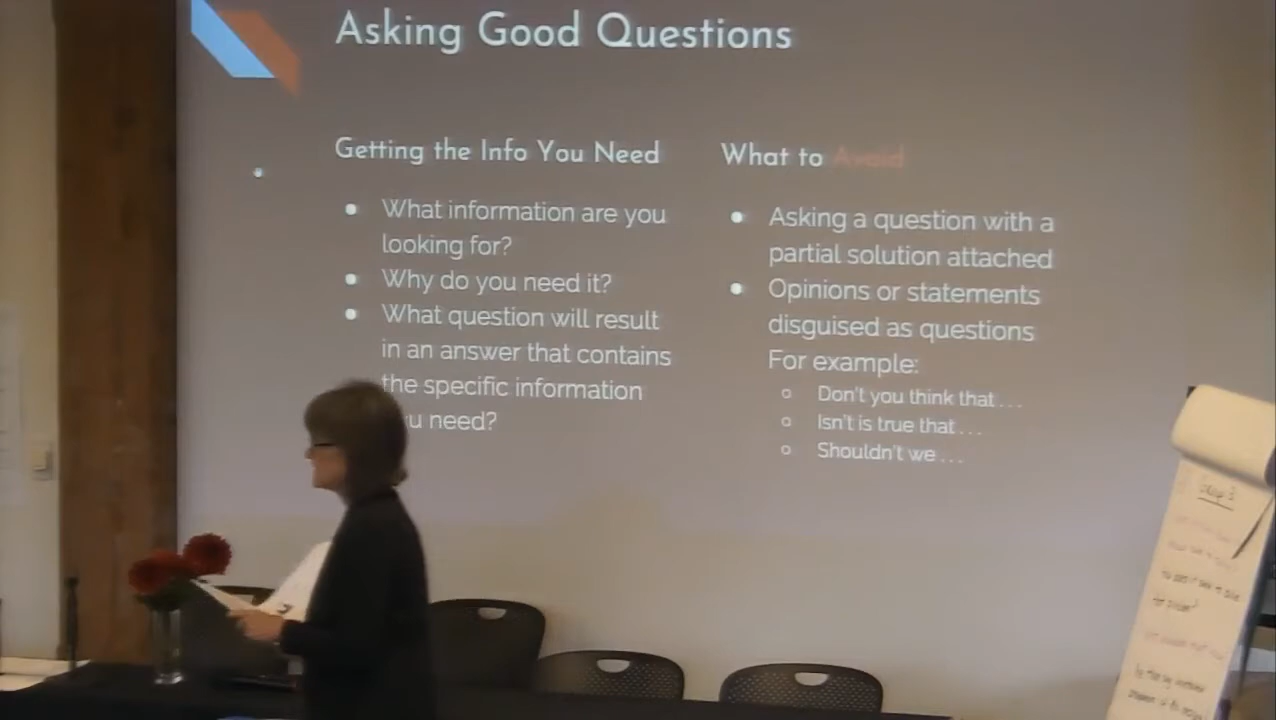 Asking Good Questions
Getting the Info You Need
What information are you
looking for?
Why do you need it?
What question will result
in an answer that contains
the specific information
u need?
What to Avoid
Asking a question with a
partial solution attached
Opinions or statements
disguised as questions
For example:
Don't you think that . . .
Isn't is true that . . .
Shouldn't we . . .